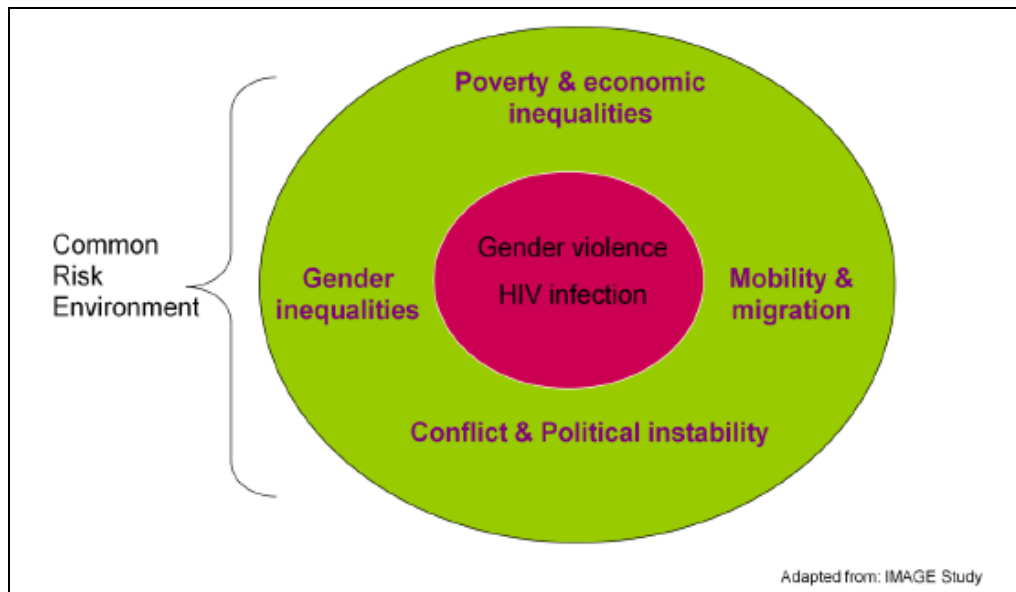 Poverty & economic
inequalities
Common
Risk
Environment
Gender
inequalities
Gender violence
HIV infection
Mobility &
migration
Conflict & Political instability
Adapted from: IMAGE Study